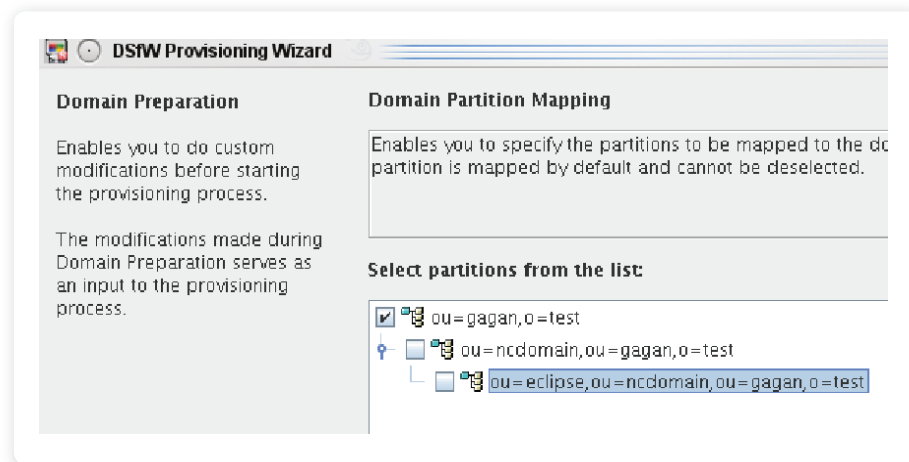 DSfW Provisioning Wizard
Domain Preparation
Enables you to do custom
modifications before starting
the provisioning process.
The modifications made during
Domain Preparation serves as
an input to the provisioning
process.
Domain Partition Mapping
Enables you to specify the partitions to be mapped to the do
partition is mapped by default and cannot be deselected.
Select partitions from the list:
ou=gagan,o=test
ou=ncdomain,ou=gagan,o=test
ou=eclipse,ou=ncdomain,ou=gagan,o=test